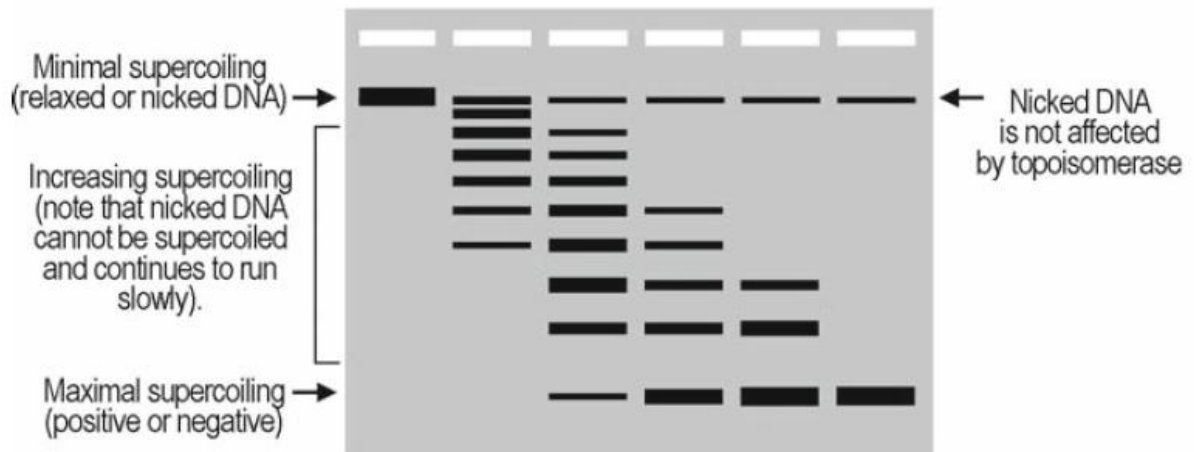 Minimal supercoiling
(relaxed or nicked DNA)
Increasing supercoiling
(note that nicked DNA
cannot be supercoiled
and continues to run
slowly).
Maximal supercoiling
(positive or negative)
Nicked DNA
is not affected
by topoisomerase